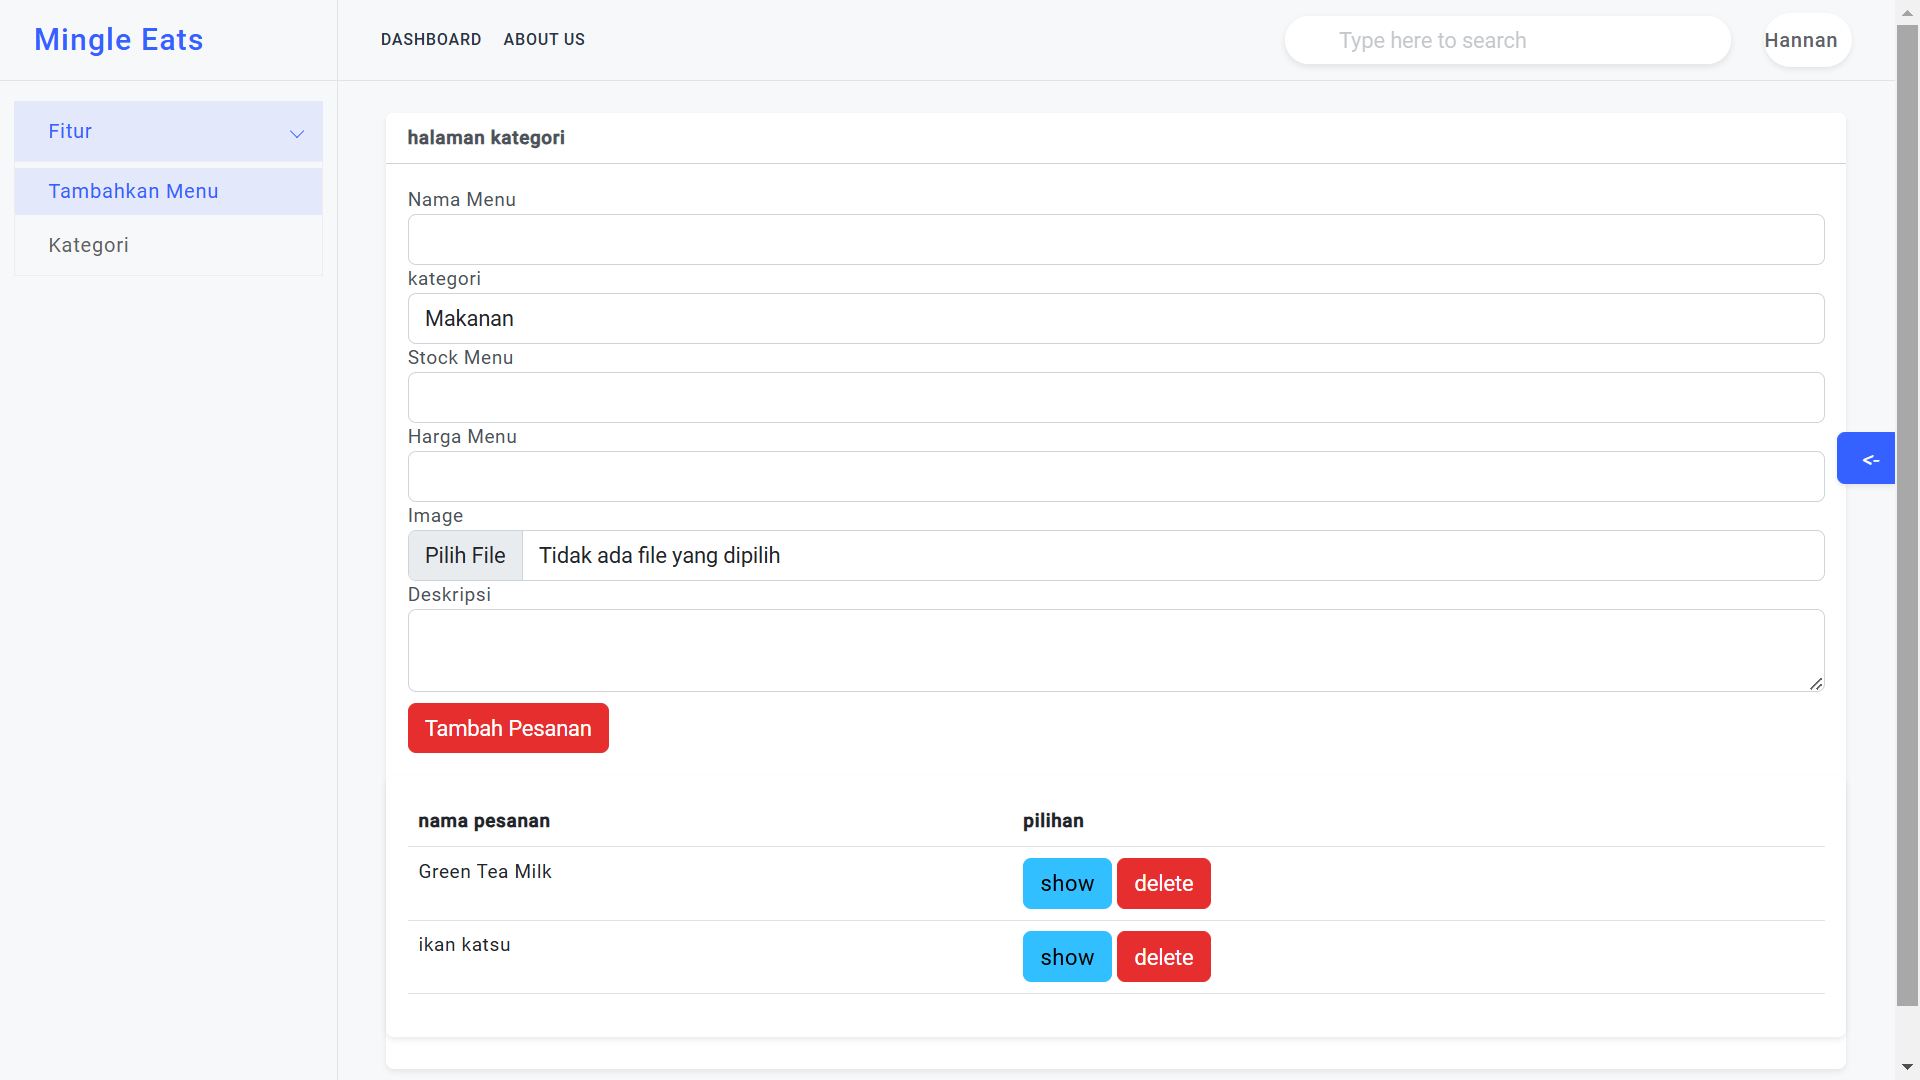 Mingle Eats
DASHBOARD ABOUT US
Type here to search
Hannan
Fitur
Tambahkan Menu
Kategori
halaman kategori
Nama Menu
kategori
Makanan
Stock Menu
Harga Menu
<-
Image
Pilih File Tidak ada file yang dipilih
Deskripsi
Tambah Pesanan
nama pesanan pilihan
Green Tea Milk show delete
ikan katsu show delete